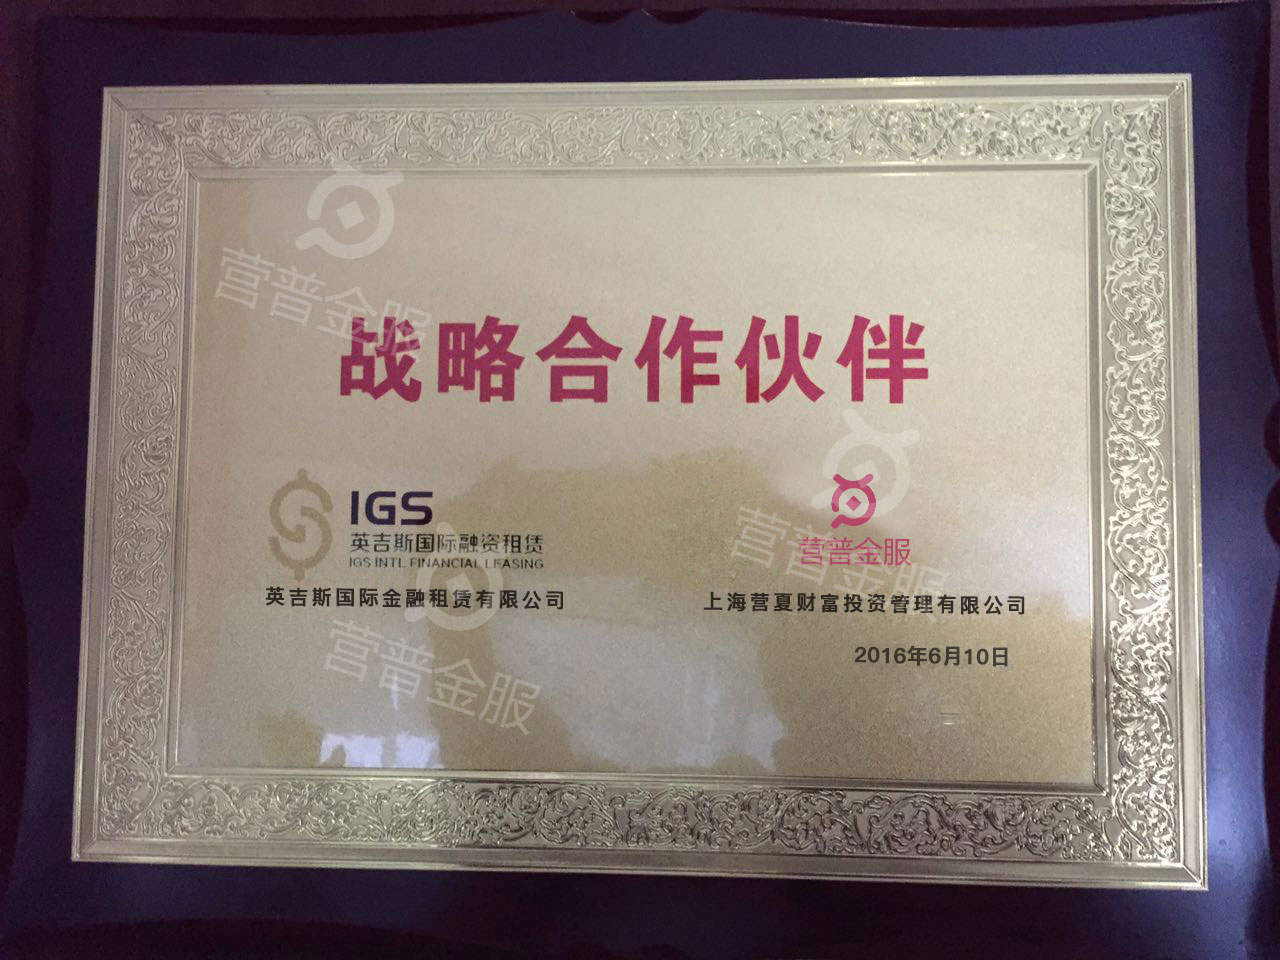 战略合作伙伴
IGS
英吉斯国际融资租赁
IGS INTL FINANCIAL LEASING
英吉斯国际金融租赁有限公司
营普金服
上海营夏财富投资管理有限公司
2016年6月10日
营普金服
营普金服
营普金服